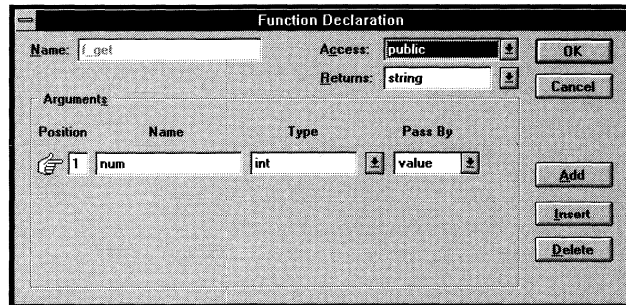 Function Declaration
Name: f_get Access: public OK
Returns: string Cancel
Arguments
Position Name Type Pass By
1 num int value
Add
Insert
Delete